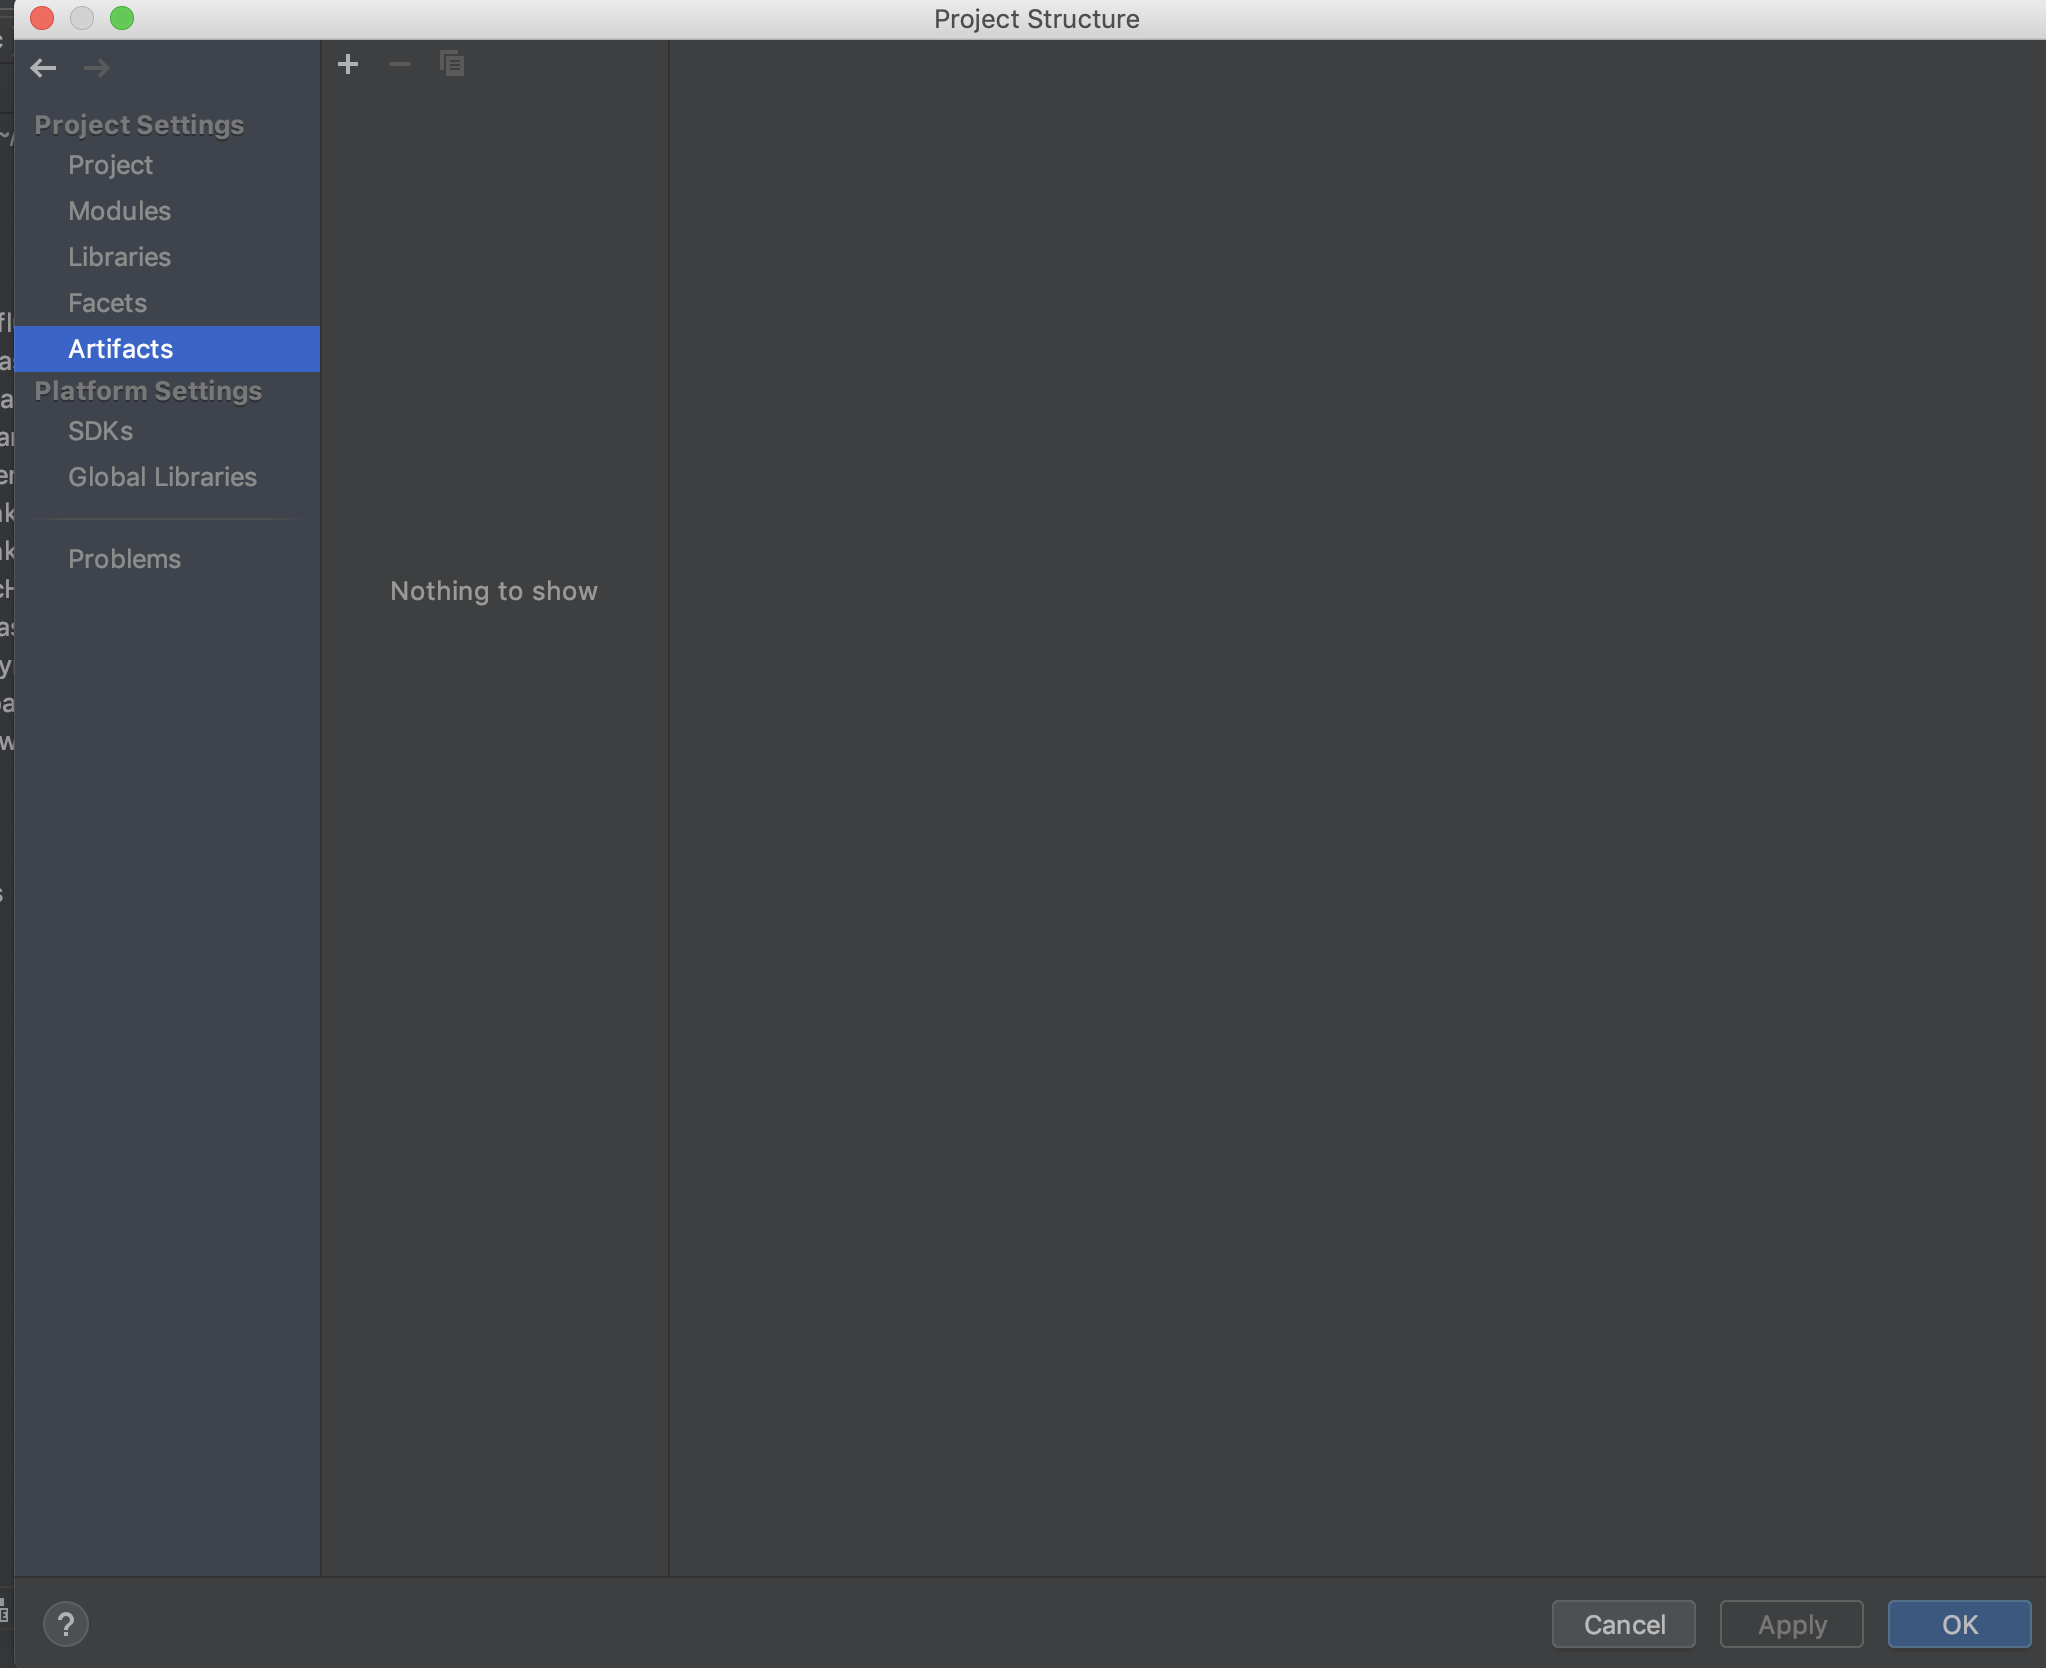 Project Structure
Project Settings
Project
Modules
Libraries
Facets
Artifacts
Platform Settings
SDKs
Global Libraries
Problems
Nothing to show
?
Cancel
Apply
OK